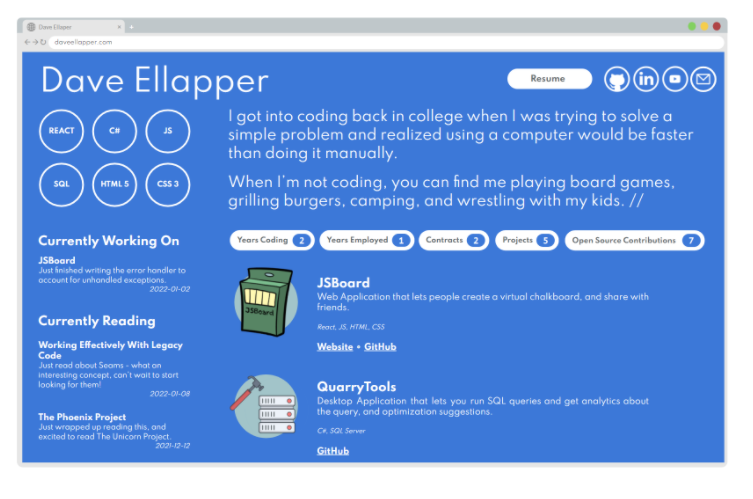 Dave Ellapper
daveellapper.com
Dave Ellapper
Resume
in
REACT
C#
JS
SQL
HTML 5
CSS 3
I got into coding back in college when I was trying to solve a
simple problem and realized using a computer would be faster
than doing it manually.
When I'm not coding, you can find me playing board games,
grilling burgers, camping, and wrestling with my kids. //
Years Coding 2
Years Employed 1
Contracts 2
Projects 5
Open Source Contributions 7
Currently Working On
JSBoard
Just finished writing the error handler to
account for unhandled exceptions.
2022-01-02
Currently Reading
Working Effectively With Legacy
Code
Just read about Seams - what an
interesting concept, can't wait to start
looking for them!
2022-01-08
The Phoenix Project
Just wrapped up reading this, and
excited to read The Unicorn Project.
2021-12-12
JSBoard
JSBoard
Web Application that lets people create a virtual chalkboard, and share with
friends.
React, JS, HTML, CSS
Website • GitHub
QuarryTools
Desktop Application that lets you run SQL queries and get analytics about
the query, and optimization suggestions.
C#, SQL Server
GitHub